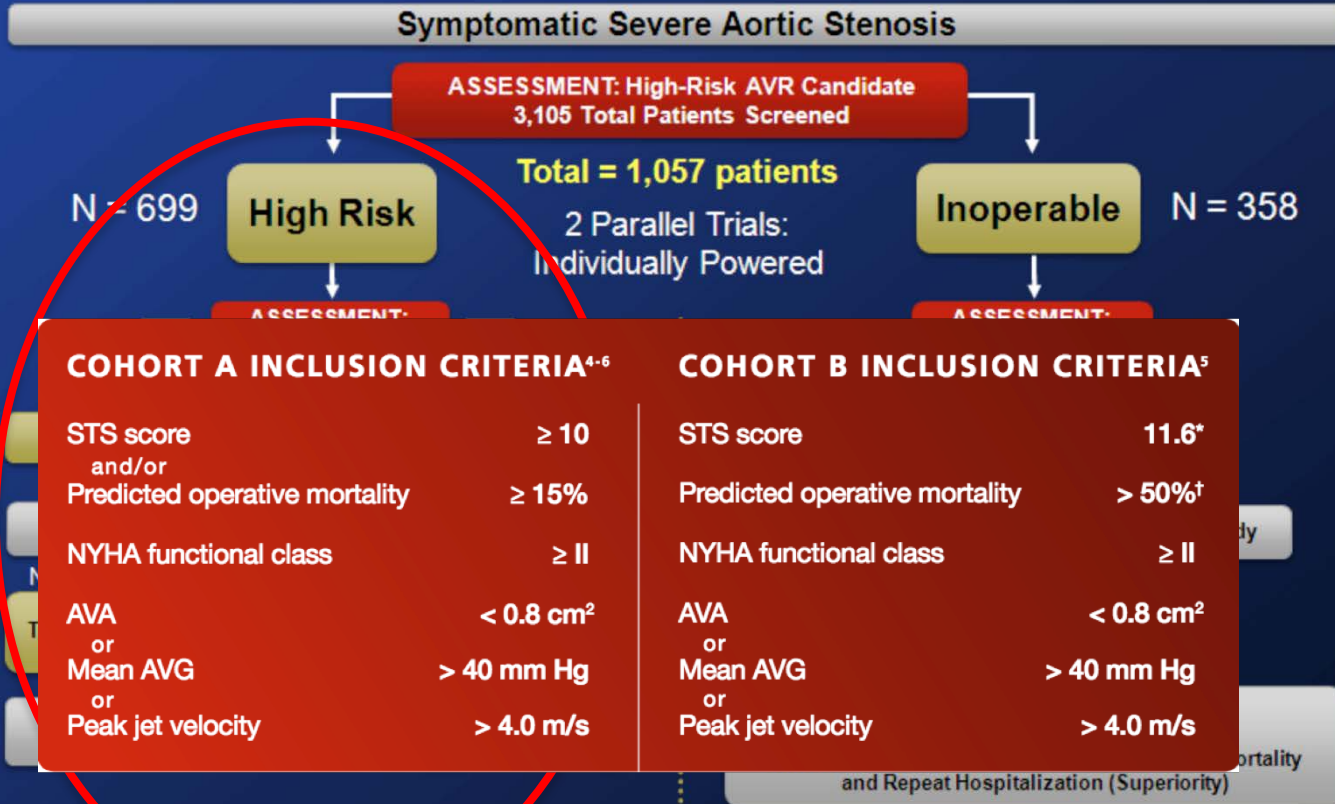 Symptomatic Severe Aortic Stenosis
ASSESSMENT: High-Risk AVR Candidate
3,105 Total Patients Screened
N = 699
High Risk
Total = 1,057 patients
2 Parallel Trials:
Individually Powered
Inoperable
N = 358
ASSESSMENT:
ASSESSMENT:
COHORT A INCLUSION CRITERIA⁴⁻⁶
STS score ≥ 10
and/or
Predicted operative mortality ≥ 15%
NYHA functional class ≥ II
AVA < 0.8 cm²
or
Mean AVG > 40 mm Hg
or
Peak jet velocity > 4.0 m/s
COHORT B INCLUSION CRITERIA⁵
STS score 11.6*
Predicted operative mortality > 50%†
NYHA functional class ≥ II
AVA < 0.8 cm²
or
Mean AVG > 40 mm Hg
or
Peak jet velocity > 4.0 m/s
and Repeat Hospitalization (Superiority)